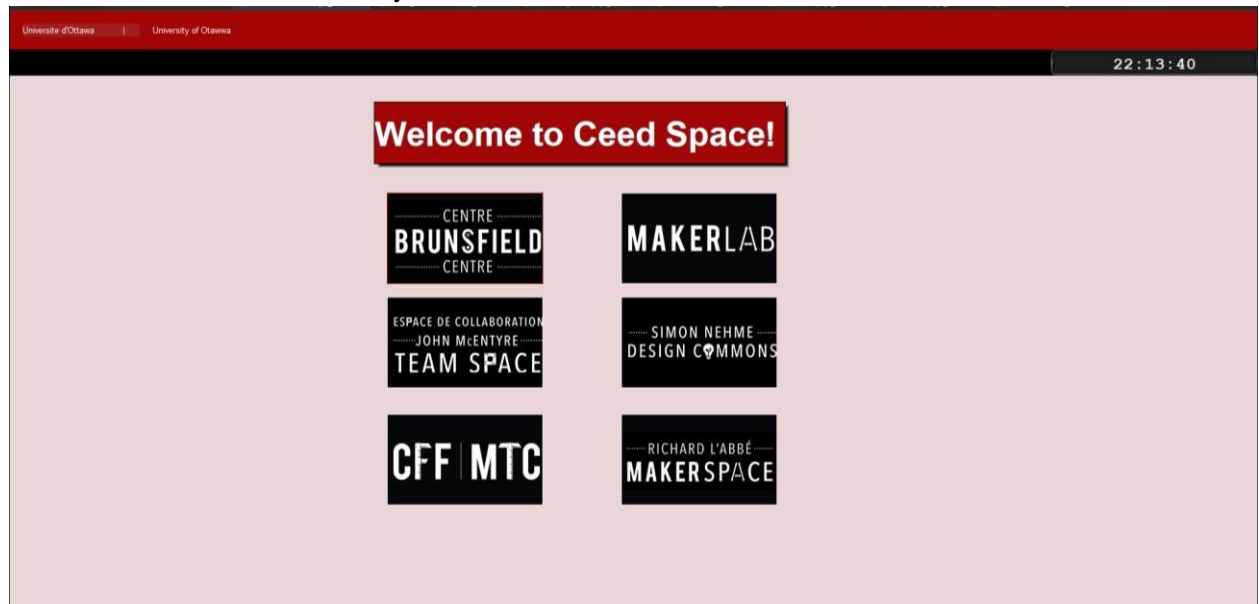 Universite d'Ottawa | University of Otawwa
22:13:40
Welcome to Ceed Space!
CENTRE
BRUNSFIELD
CENTRE
MAKERLAB
ESPACE DE COLLABORATION
JOHN McENTYRE
TEAM SPACE
SIMON NEHME
DESIGN COMMONS
CFF | MTC
RICHARD L'ABBÉ
MAKERSPACE